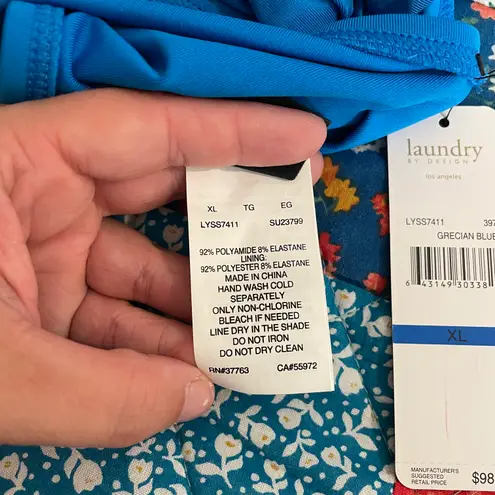 XL TG EG
LYSS7411 SU23799
92% POLYAMIDE 8% ELASTANE
LINING:
92% POLYESTER 8% ELASTANE
MADE IN CHINA
HAND WASH COLD
SEPARATELY
ONLY NON-CHLORINE
BLEACH IF NEEDED
LINE DRY IN THE SHADE
DO NOT IRON
DO NOT DRY CLEAN
RN#37763 CA#55972
laundry
BY DESIGN
los angeles
LYSS7411 397
GRECIAN BLUE
6 43149 30338
XL
MANUFACTURER'S
SUGGESTED
RETAIL PRICE $98